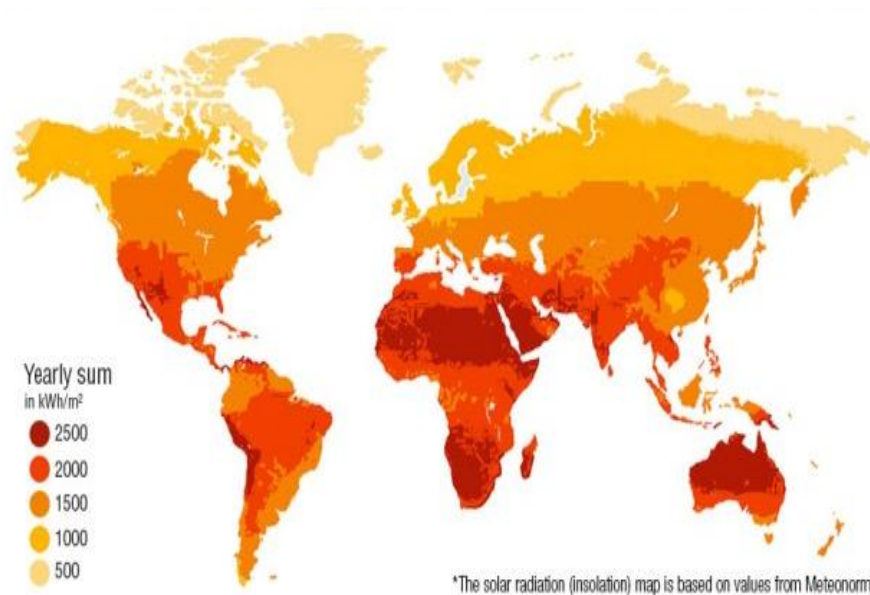 Yearly sum
in kWh/m²
2500
2000
1500
1000
500
*The solar radiation (insolation) map is based on values from Meteonorm